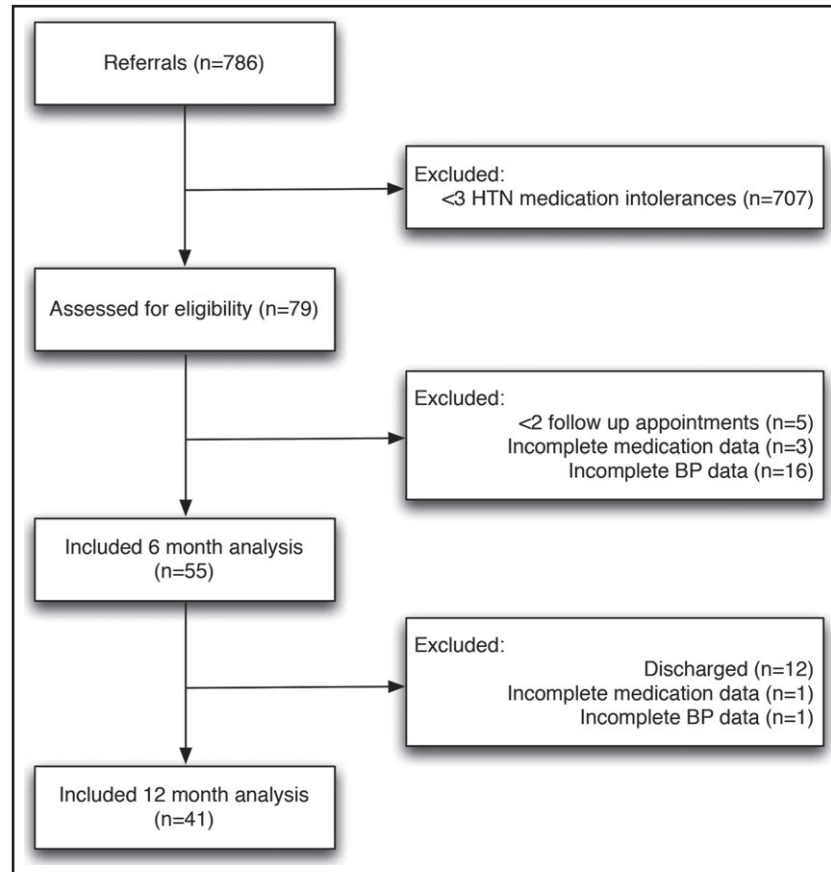 Referrals (n=786)
Excluded:
<3 HTN medication intolerances (n=707)
Assessed for eligibility (n=79)
Excluded:
<2 follow up appointments (n=5)
Incomplete medication data (n=3)
Incomplete BP data (n=16)
Included 6 month analysis
(n=55)
Excluded:
Discharged (n=12)
Incomplete medication data (n=1)
Incomplete BP data (n=1)
Included 12 month analysis
(n=41)